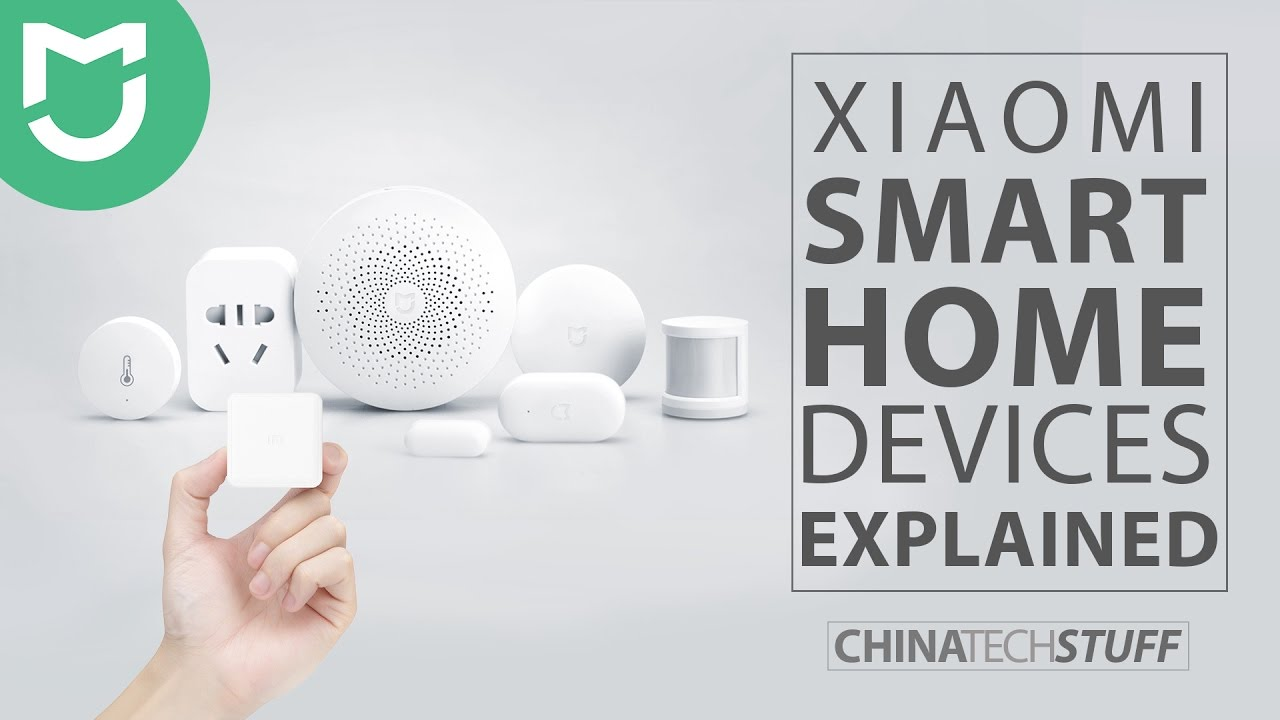 XIAOMI
SMART
HOME
DEVICES
EXPLAINED
CHINATECHSTUFF